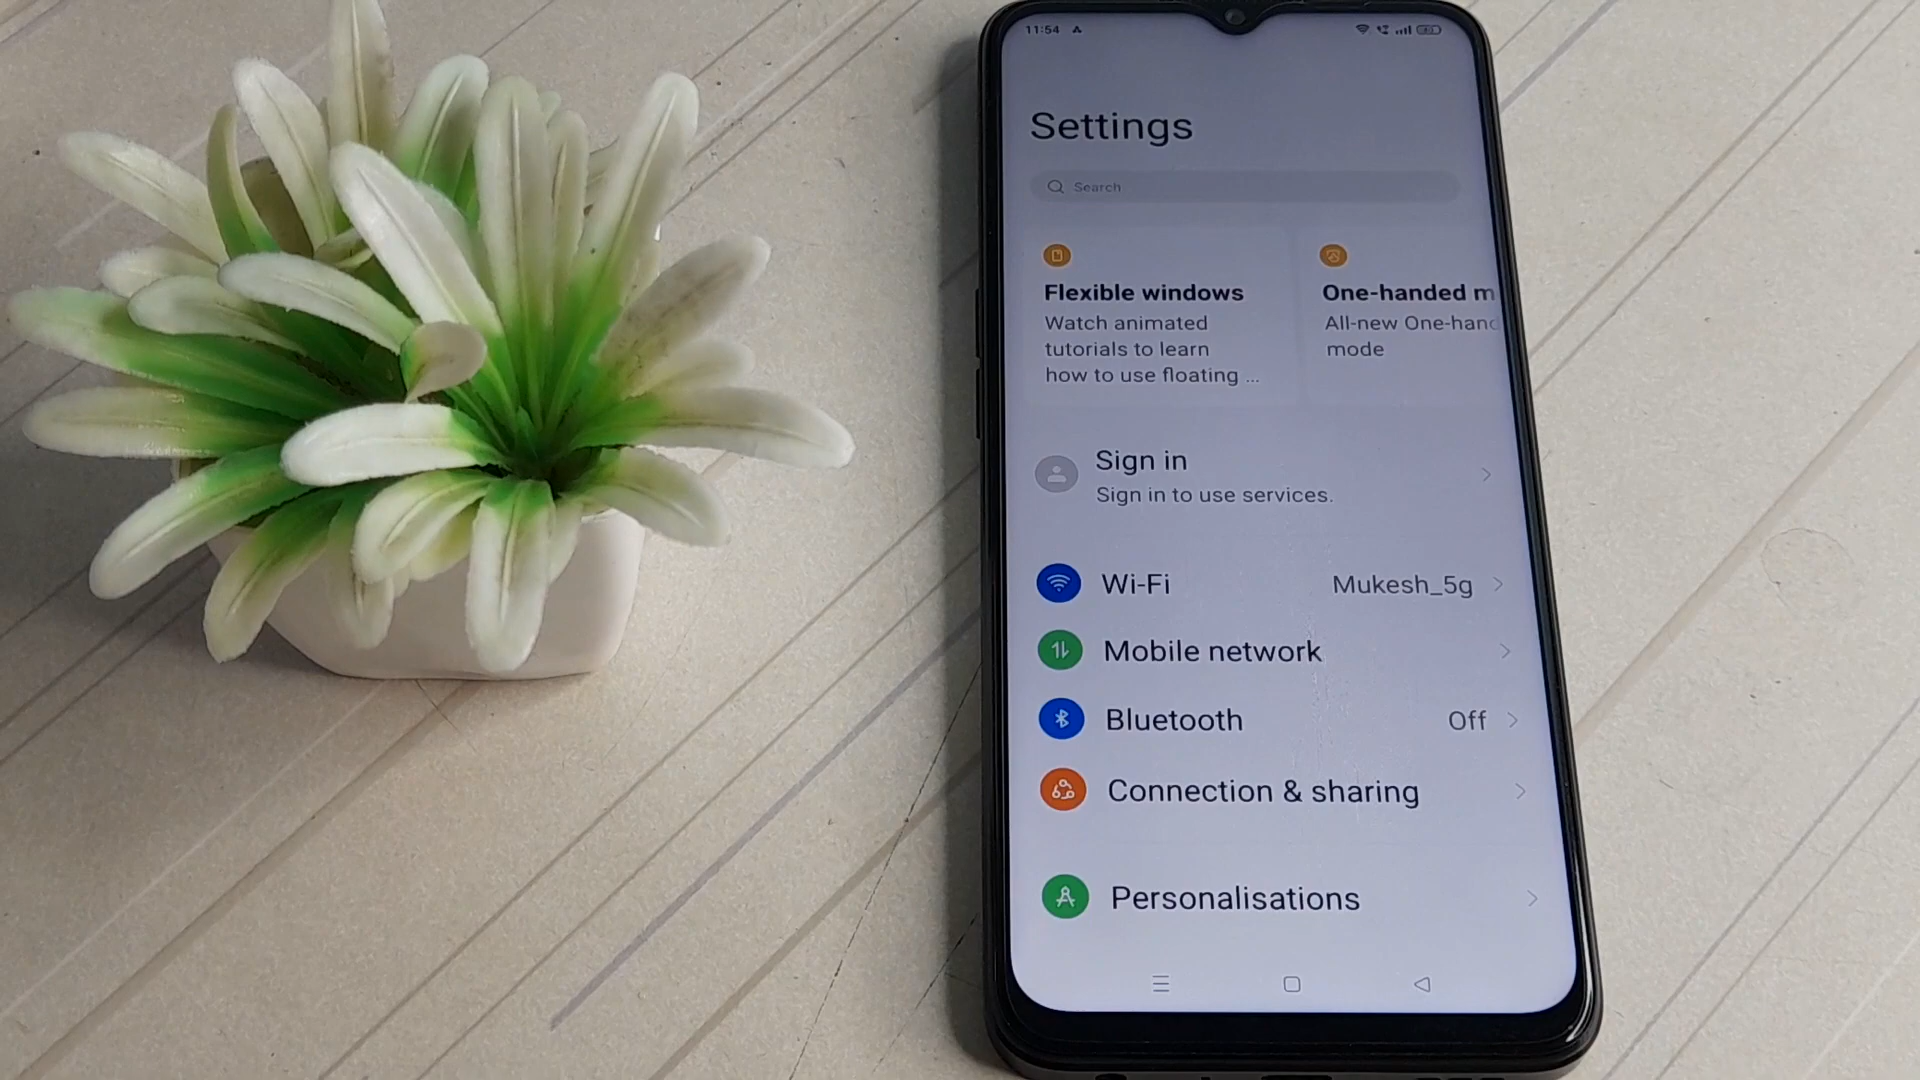 11:54
Settings
Search
Flexible windows
Watch animated
tutorials to learn
how to use floating ...
One-handed m
All-new One-hand
mode
Sign in
Sign in to use services.
Wi-Fi
Mukesh_5g
Mobile network
Bluetooth
Off
Connection & sharing
Personalisations